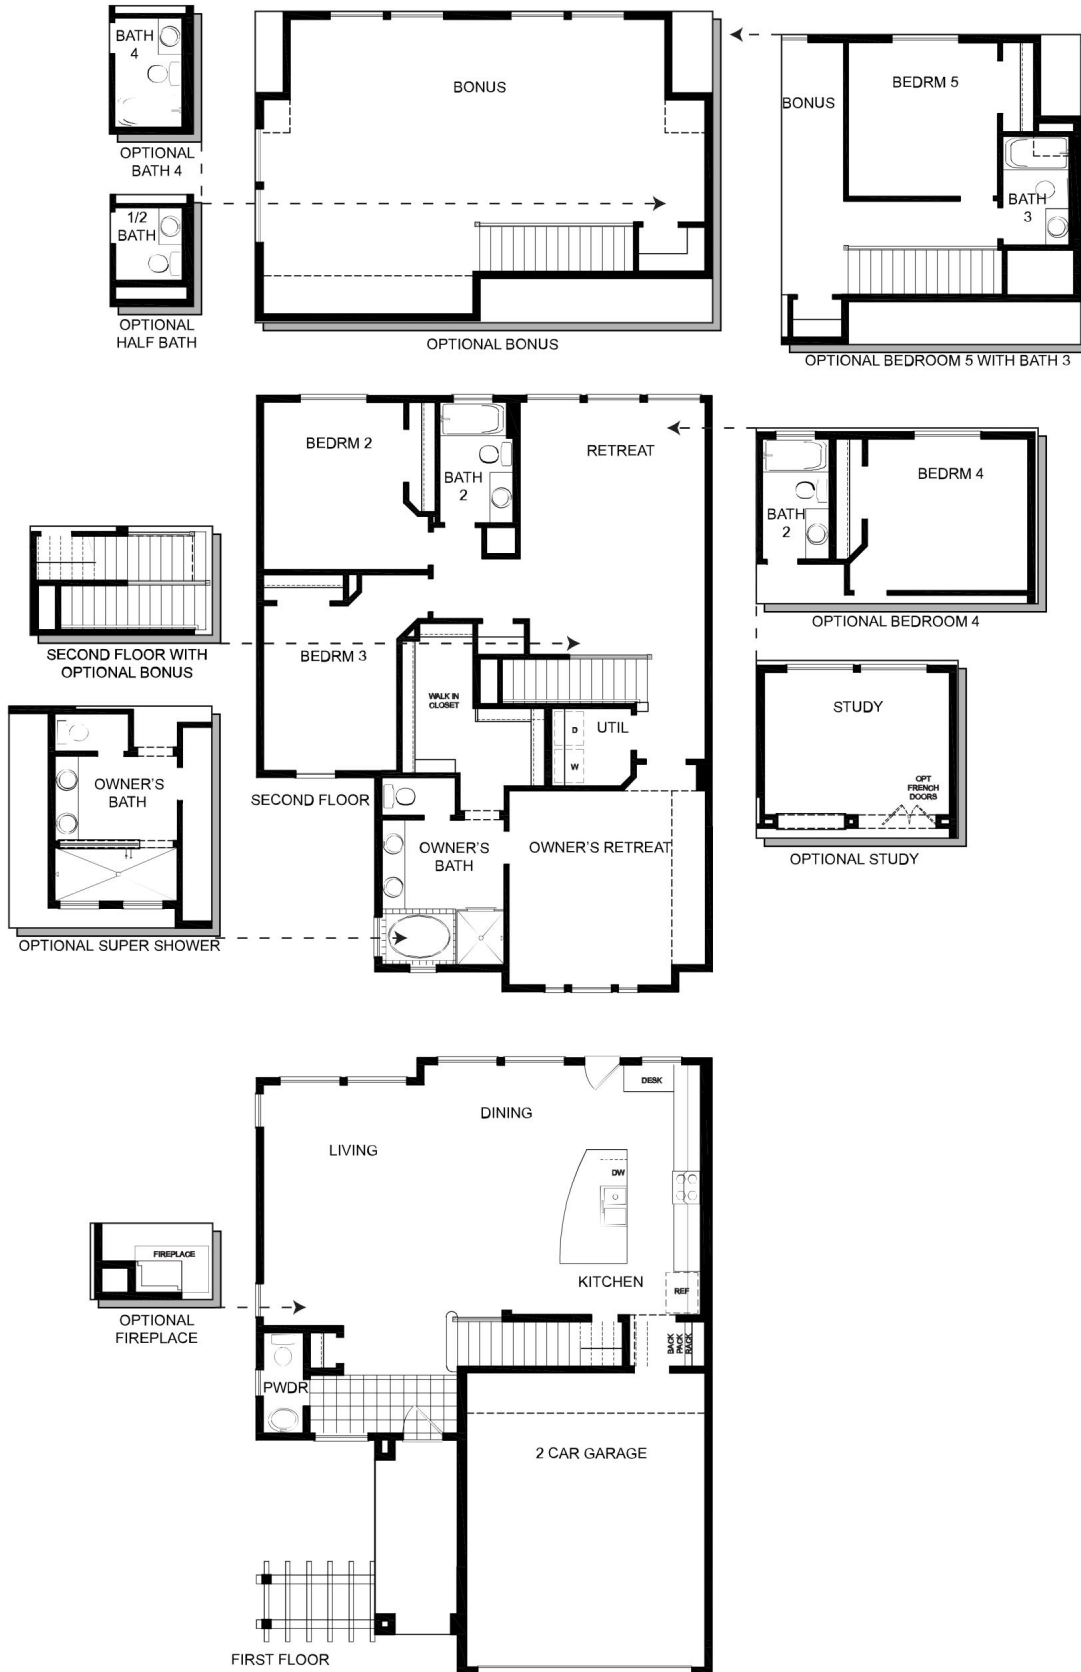 BATH
4
OPTIONAL
BATH 4
1/2
BATH
OPTIONAL
HALF BATH
BONUS
OPTIONAL BONUS
BONUS
BEDRM 5
BATH
3
OPTIONAL BEDROOM 5 WITH BATH 3
BEDRM 2
BATH
2
RETREAT
BEDRM 3
WALK IN
CLOSET
D
W
UTIL
SECOND FLOOR
OWNER'S
BATH
OWNER'S RETREAT
SECOND FLOOR WITH
OPTIONAL BONUS
OWNER'S
BATH
OPTIONAL SUPER SHOWER
BATH
2
BEDRM 4
OPTIONAL BEDROOM 4
STUDY
OPT
FRENCH
DOORS
OPTIONAL STUDY
DESK
DINING
LIVING
DW
KITCHEN
REF
BACK
PACK
RACK
PWDR
2 CAR GARAGE
FIREPLACE
OPTIONAL
FIREPLACE
FIRST FLOOR